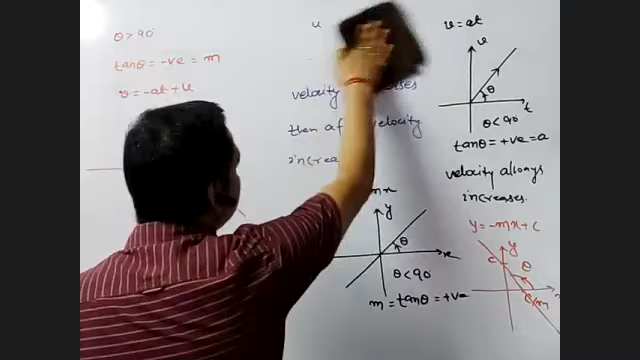 θ > 90°
tanθ = -ve = m
v = -at + u
u
velocity
then af velocity
increa
mx
y
θ
x
θ < 90°
m = tanθ = +ve
v = at
v
θ
t
θ < 90°
tanθ = +ve = a
velocity always
increases.
y = -mx + c
y
c
θ
c/m